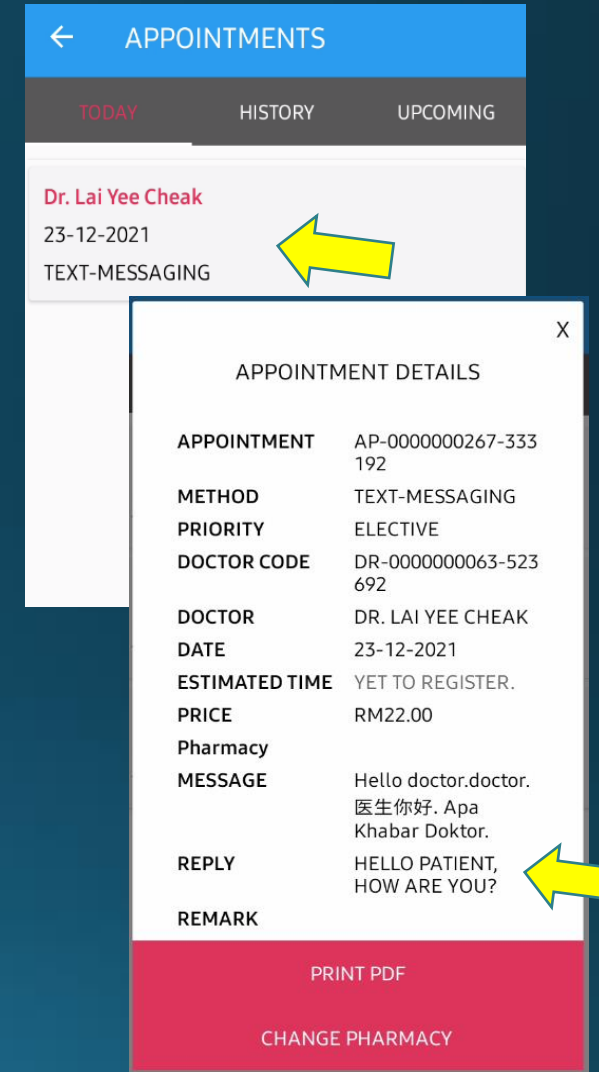 APPOINTMENTS
TODAY HISTORY UPCOMING
Dr. Lai Yee Cheak
23-12-2021
TEXT-MESSAGING
X
APPOINTMENT DETAILS
APPOINTMENT AP-0000000267-333
192
METHOD TEXT-MESSAGING
PRIORITY ELECTIVE
DOCTOR CODE DR-0000000063-523
692
DOCTOR DR. LAI YEE CHEAK
DATE 23-12-2021
ESTIMATED TIME YET TO REGISTER.
PRICE RM22.00
Pharmacy
MESSAGE Hello doctor.doctor.
医生你好. Apa
Khabar Doktor.
REPLY HELLO PATIENT,
HOW ARE YOU?
REMARK
PRINT PDF
CHANGE PHARMACY